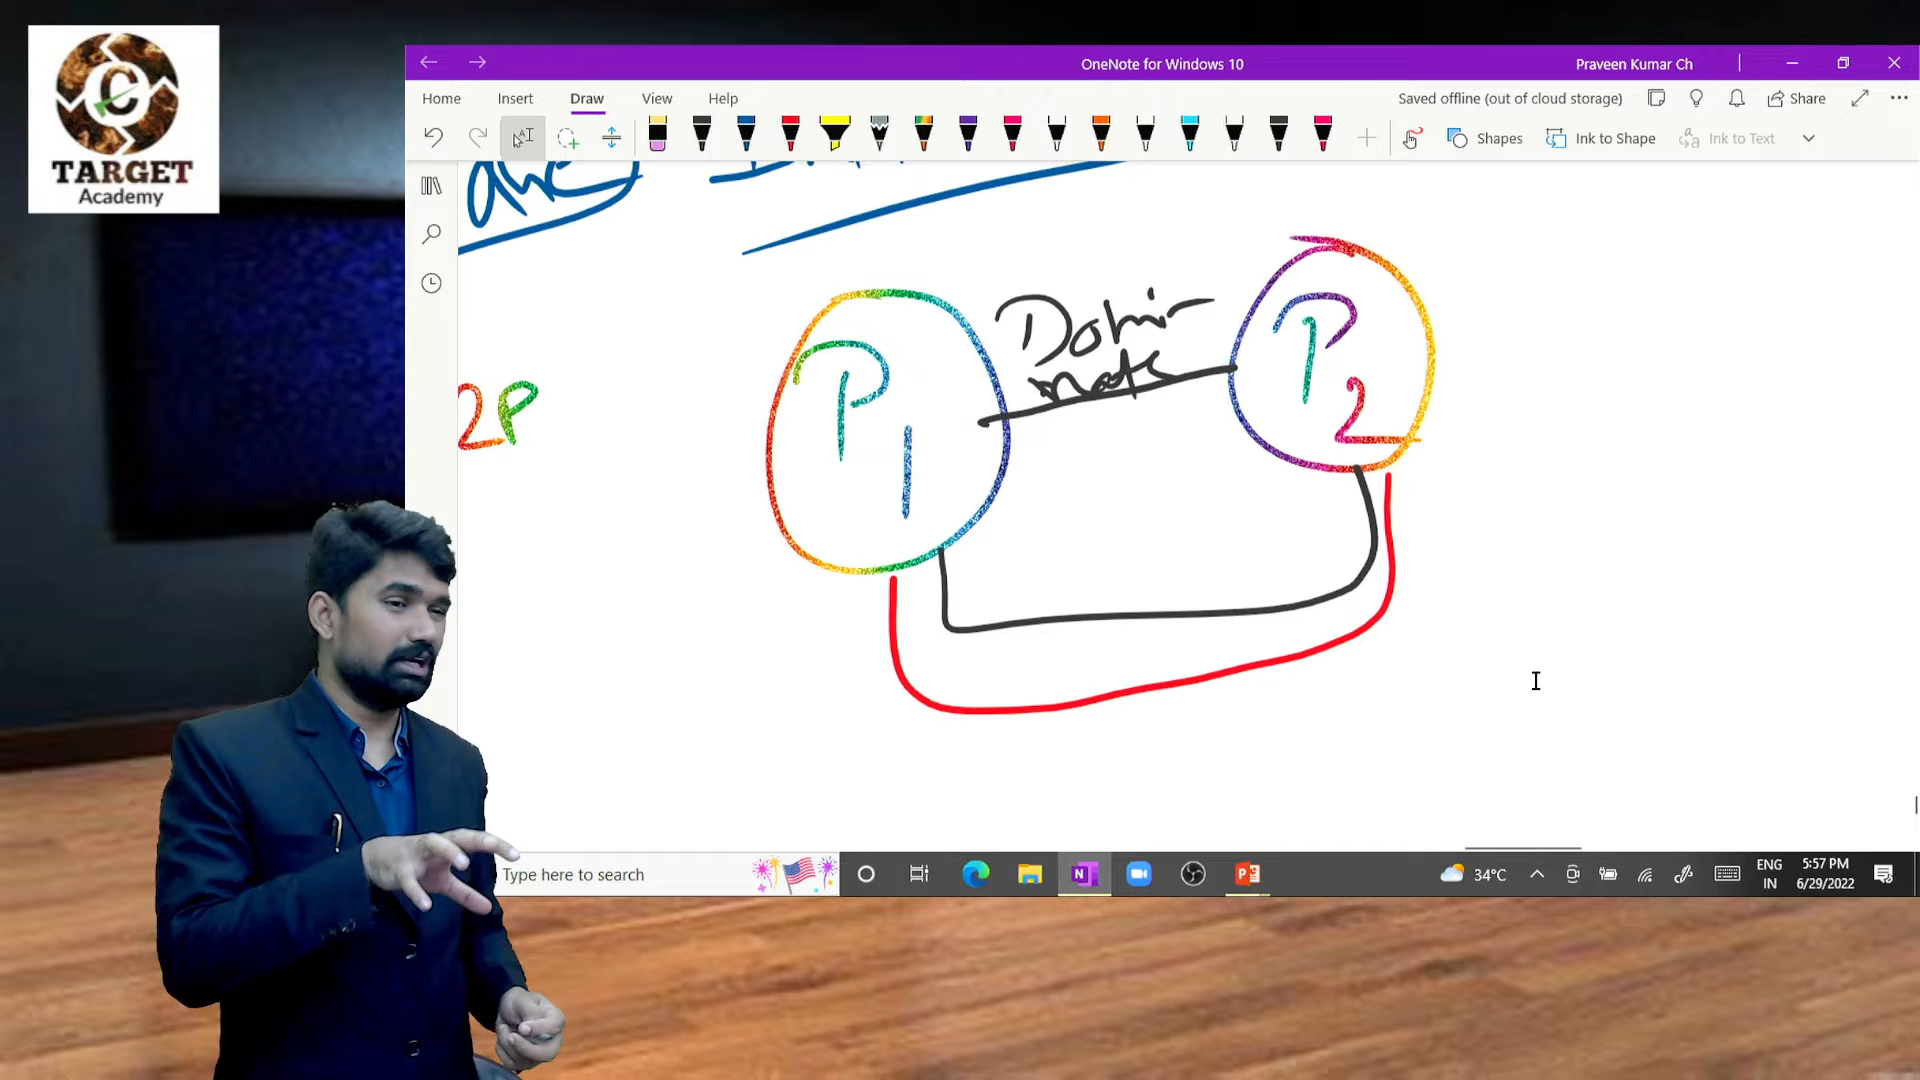 C
TARGET
Academy
OneNote for Windows 10
Praveen Kumar Ch
Home Insert Draw View Help
Saved offline (out of cloud storage)
Share
Shapes
Ink to Shape
Ink to Text
Domi-
nate
P1
P2
2P
Type here to search
N
P
34°C
ENG
IN
5:57 PM
6/29/2022